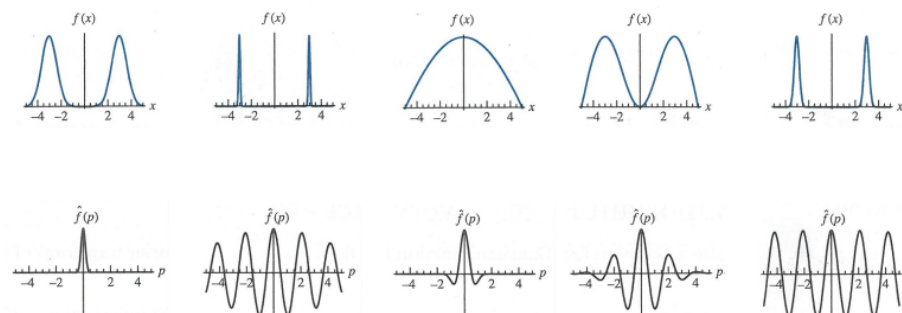 f(x) f(x) f(x) f(x) f(x)
−4 −2 2 4 x −4 −2 2 4 x −4 −2 2 4 x −4 −2 2 4 x −4 −2 2 4 x
f̂(p) f̂(p) f̂(p) f̂(p) f̂(p)
−4 −2 2 4 p −4 −2 2 4 p −4 −2 2 4 p −4 −2 2 4 p −4 −2 2 4 p